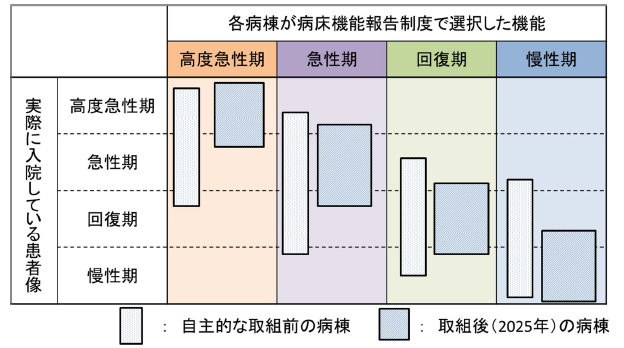 各病棟が病床機能報告制度で選択した機能
高度急性期 急性期 回復期 慢性期
実際に入院している患者像
高度急性期
急性期
回復期
慢性期
： 自主的な取組前の病棟 ： 取組後（2025年）の病棟